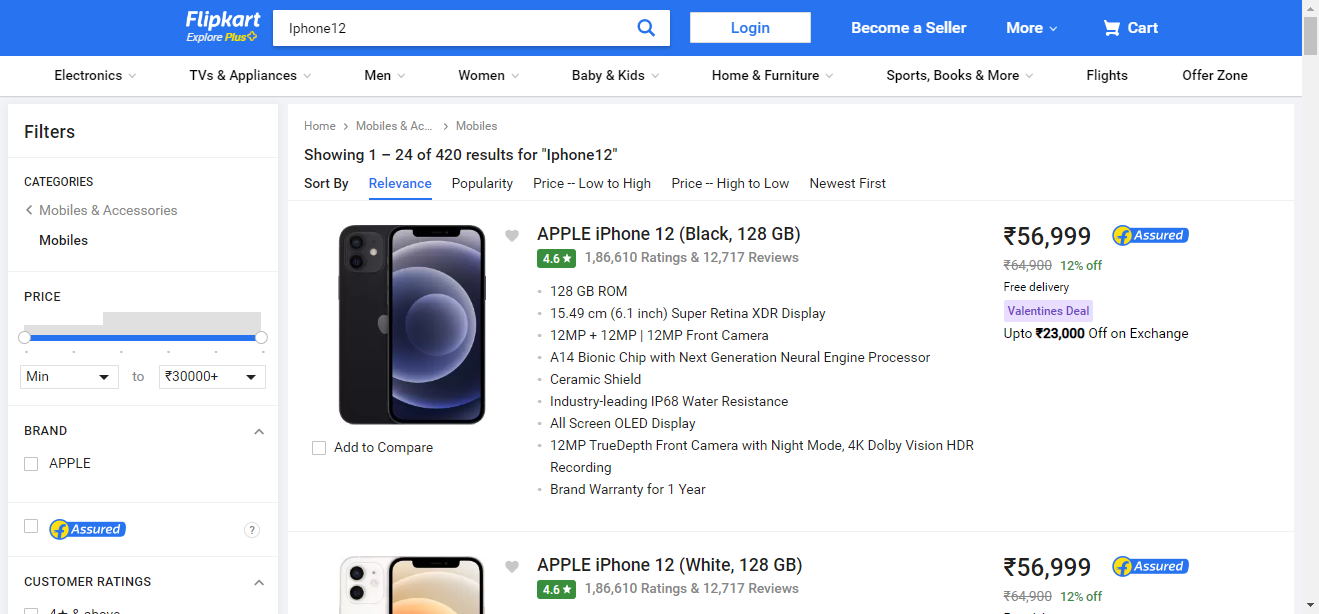 Flipkart
Explore Plus
Iphone12
Login
Become a Seller
More
Cart
Electronics
TVs & Appliances
Men
Women
Baby & Kids
Home & Furniture
Sports, Books & More
Flights
Offer Zone
Filters
CATEGORIES
Mobiles & Accessories
Mobiles
PRICE
Min
to
₹30000+
BRAND
APPLE
Assured
?
CUSTOMER RATINGS
4★ & above
Home > Mobiles & Ac... > Mobiles
Showing 1 – 24 of 420 results for "Iphone12"
Sort By Relevance Popularity Price -- Low to High Price -- High to Low Newest First
Add to Compare
APPLE iPhone 12 (Black, 128 GB)
4.6★ 1,86,610 Ratings & 12,717 Reviews
128 GB ROM
15.49 cm (6.1 inch) Super Retina XDR Display
12MP + 12MP | 12MP Front Camera
A14 Bionic Chip with Next Generation Neural Engine Processor
Ceramic Shield
Industry-leading IP68 Water Resistance
All Screen OLED Display
12MP TrueDepth Front Camera with Night Mode, 4K Dolby Vision HDR
Recording
Brand Warranty for 1 Year
₹56,999
Assured
₹64,900 12% off
Free delivery
Valentines Deal
Upto ₹23,000 Off on Exchange
APPLE iPhone 12 (White, 128 GB)
4.6★ 1,86,610 Ratings & 12,717 Reviews
₹56,999
Assured
₹64,900 12% off